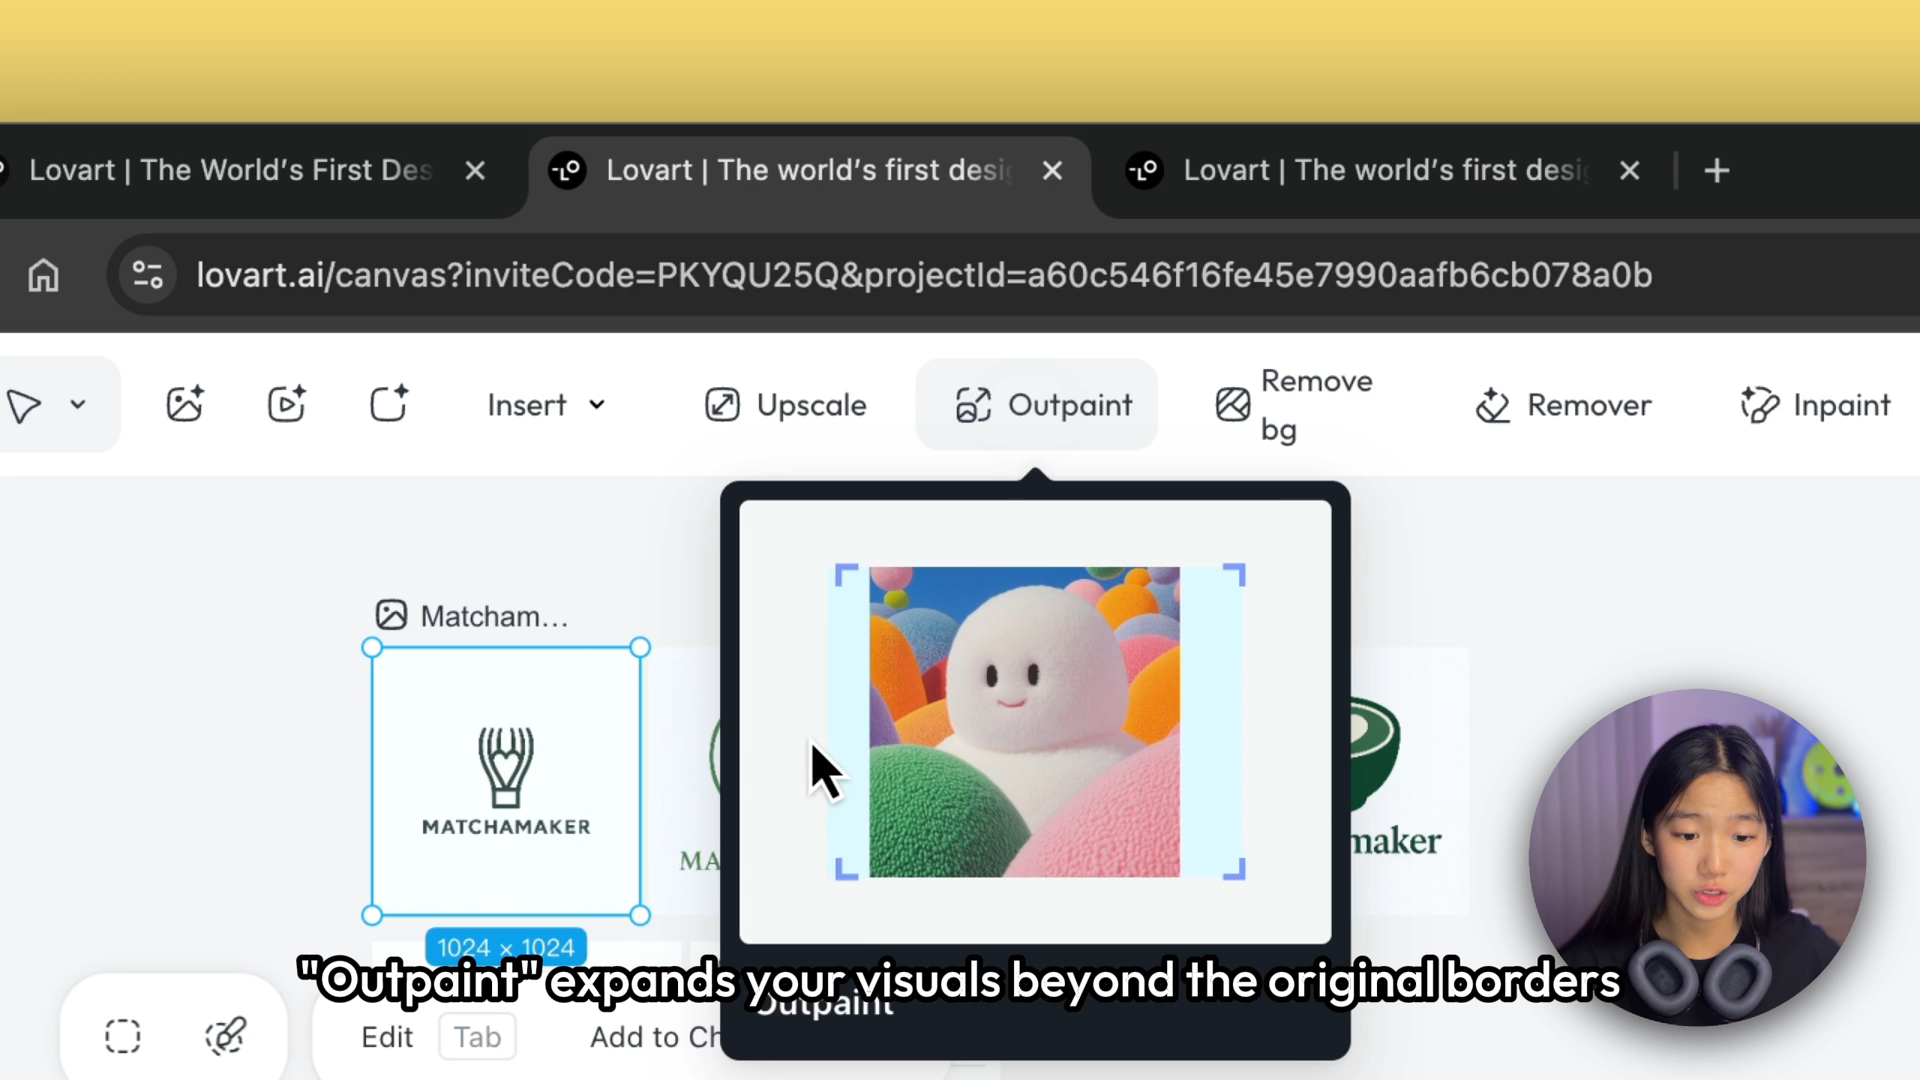 Lovart | The World's First Des
Lovart | The world's first desi
Lovart | The world's first desi
lovart.ai/canvas?inviteCode=PKYQU25Q&projectId=a60c546f16fe45e7990aafb6cb078a0b
Insert
Upscale
Outpaint
Remove
bg
Remover
Inpaint
Matcham...
MATCHAMAKER
MA
maker
1024 × 1024
"Outpaint" expands your visuals beyond the original borders
Outpaint
Edit
Tab
Add to Ch